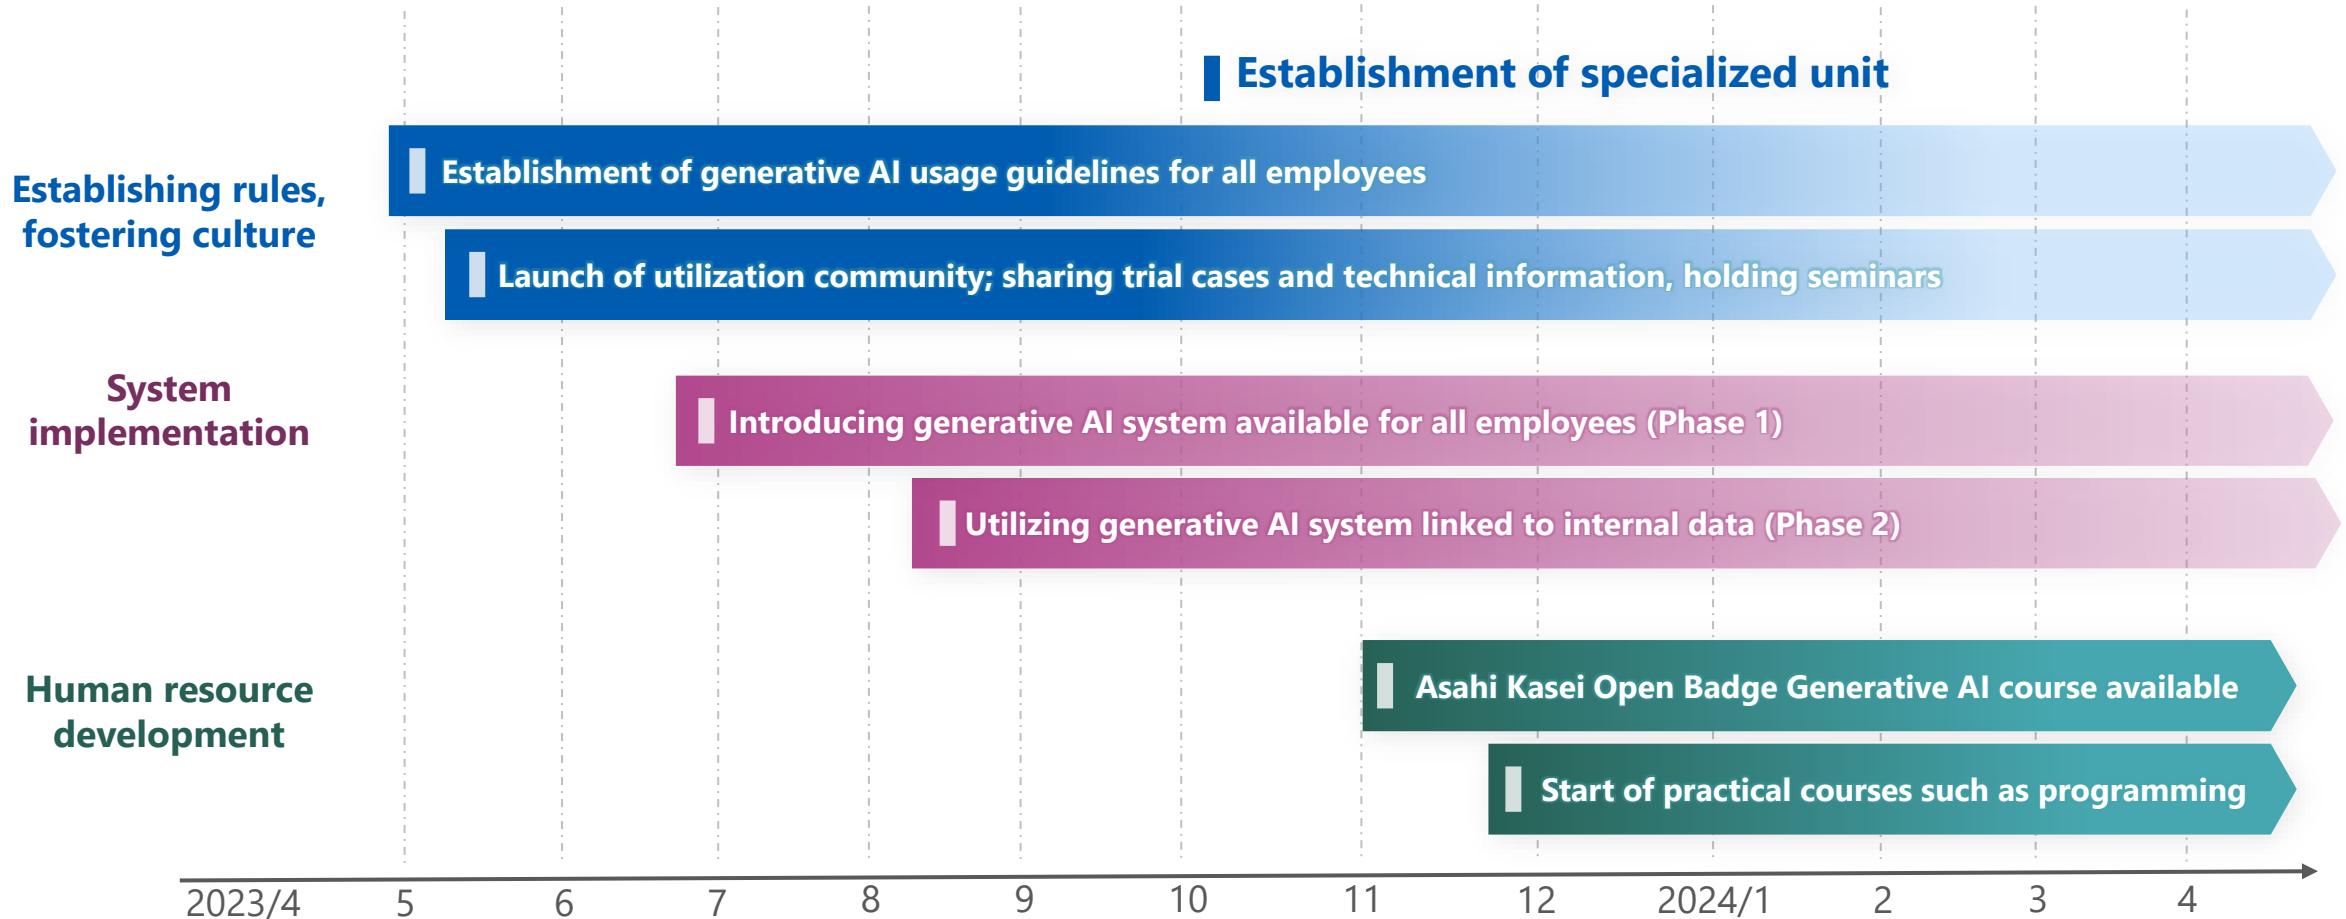 Establishment of specialized unit
Establishing rules,
fostering culture
Establishment of generative AI usage guidelines for all employees
Launch of utilization community; sharing trial cases and technical information, holding seminars
System
implementation
Introducing generative AI system available for all employees (Phase 1)
Utilizing generative AI system linked to internal data (Phase 2)
Human resource
development
Asahi Kasei Open Badge Generative AI course available
Start of practical courses such as programming
2023/4 5 6 7 8 9 10 11 12 2024/1 2 3 4